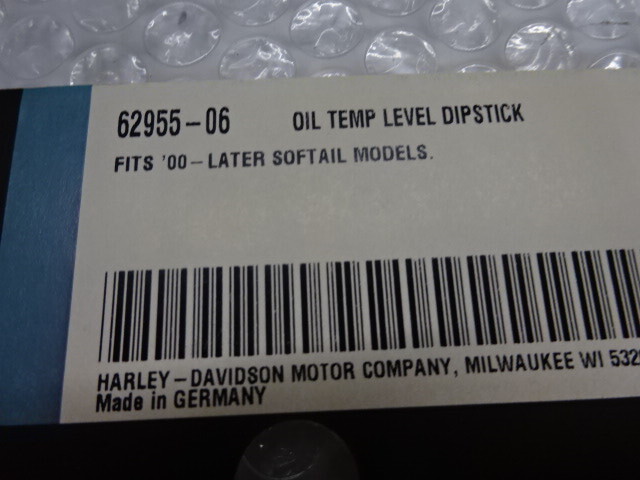 62955-06 OIL TEMP LEVEL DIPSTICK
FITS '00-LATER SOFTAIL MODELS.
HARLEY-DAVIDSON MOTOR COMPANY, MILWAUKEE WI
Made in GERMANY